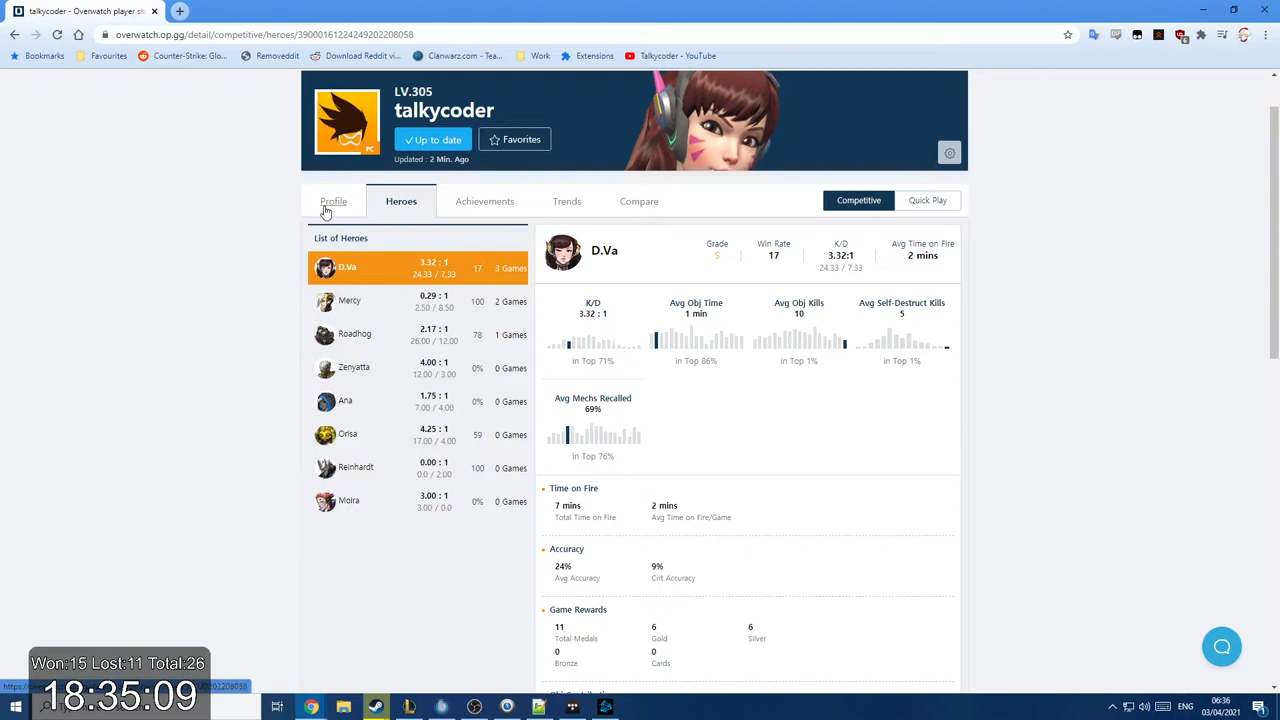 talkycoder - Overwatch player st
overwatch.op.gg/detail/competitive/heroes/39000161224249202208058
Bookmarks
Favourites
Counter-Strike: Glo...
Removeddit
Download Reddit vi...
Clanwarz.com - Tea...
Work
Extensions
Talkycoder - YouTube
LV.305
talkycoder
PC
Up to date
Favorites
Updated : 2 Min. Ago
Profile
Heroes
Achievements
Trends
Compare
Competitive
Quick Play
List of Heroes
D.Va 3.32 : 1 17 3 Games
24.33 / 7.33
Mercy 0.29 : 1 100 2 Games
2.50 / 8.50
Roadhog 2.17 : 1 78 1 Games
26.00 / 12.00
Zenyatta 4.00 : 1 0% 0 Games
12.00 / 3.00
Ana 1.75 : 1 0% 0 Games
7.00 / 4.00
Orisa 4.25 : 1 59 0 Games
17.00 / 4.00
Reinhardt 0.00 : 1 100 0 Games
0.0 / 2.00
Moira 3.00 : 1 0% 0 Games
3.00 / 0.0
D.Va
Grade Win Rate K/D Avg Time on Fire
S 17 3.32:1 2 mins
24.33 / 7.33
K/D Avg Obj Time Avg Obj Kills Avg Self-Destruct Kills
3.32 : 1 1 min 10 5
in Top 71% in Top 86% in Top 1% in Top 1%
Avg Mechs Recalled
69%
in Top 76%
Time on Fire
7 mins 2 mins
Total Time on Fire Avg Time on Fire/Game
Accuracy
24% 9%
Avg Accuracy Crit Accuracy
Game Rewards
11 6 6
Total Medals Gold Silver
0 0
Bronze Cards
Won:15 Lost:11 Total:26
18:35:09
ENG
06:36
03/04/2021